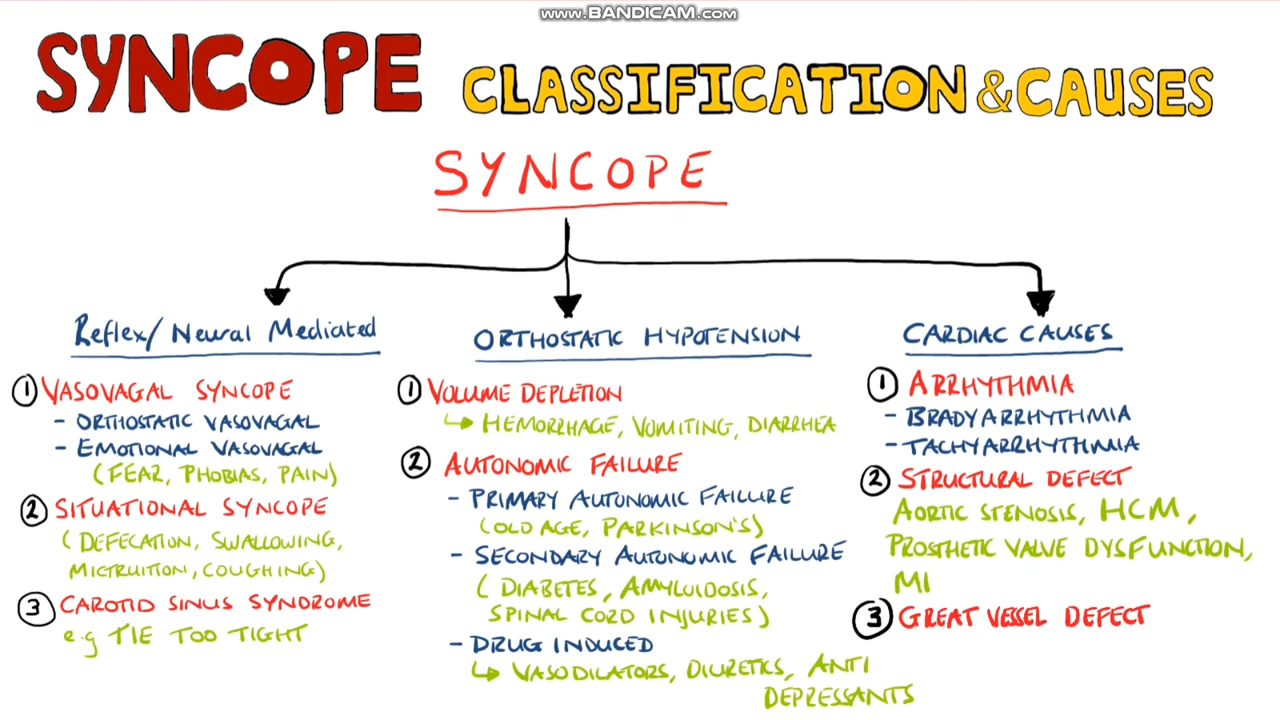 www.BANDICAM.com
SYNCOPE CLASSIFICATION & CAUSES
SYNCOPE
Reflex/Neural Mediated
① VASOVAGAL SYNCOPE
- ORTHOSTATIC VASOVAGAL
- EMOTIONAL VASOVAGAL
(FEAR, PHOBIAS, PAIN)
② SITUATIONAL SYNCOPE
(DEFECATION, SWALLOWING,
MICTRUITION, COUGHING)
③ CAROTID SINUS SYNDROME
e.g TIE TOO TIGHT
ORTHOSTATIC HYPOTENSION
① VOLUME DEPLETION
↳ HEMORRHAGE, VOMITING, DIARRHEA
② AUTONOMIC FAILURE
- PRIMARY AUTONOMIC FAILURE
(OLD AGE, PARKINSON'S)
- SECONDARY AUTONOMIC FAILURE
(DIABETES, AMYLOIDOSIS,
SPINAL CORD INJURIES)
- DRUG INDUCED
↳ VASODILATORS, DIURETICS, ANTI
DEPRESSANTS
CARDIAC CAUSES
① ARRHYTHMIA
- BRADYARRHYTHMIA
- TACHYARRHYTHMIA
② STRUCTURAL DEFECT
AORTIC STENOSIS, HCM,
PROSTHETIC VALVE DYSFUNCTION,
MI
③ GREAT VESSEL DEFECT